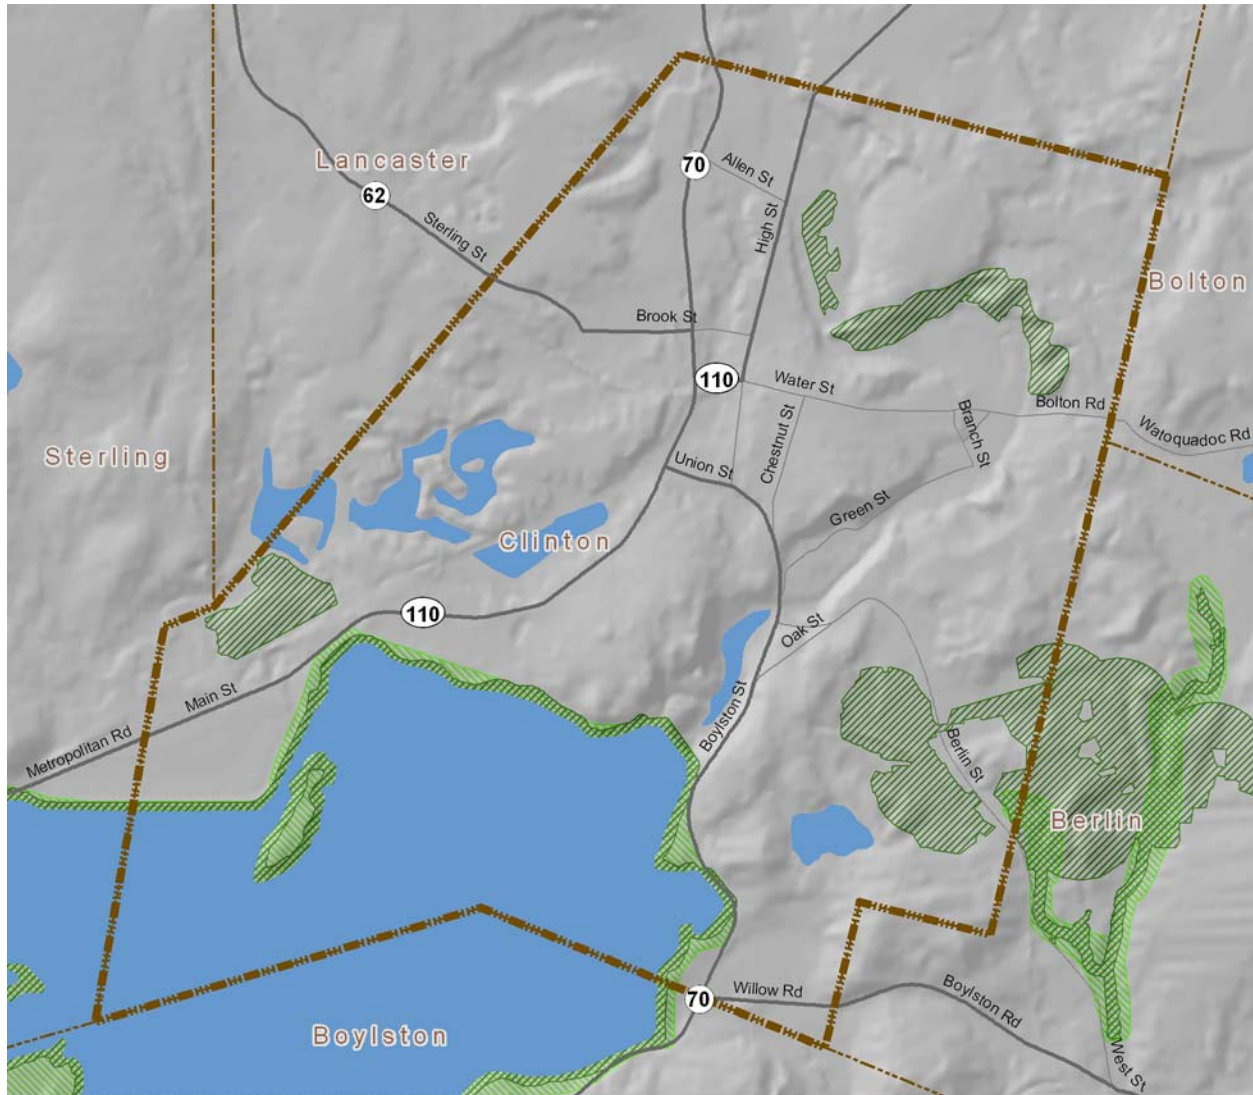 Lancaster
70
Allen St
62
Sterling St
High St
Bolton
Brook St
110
Water St
Bolton Rd
Watoquadoc Rd
Chestnut St
Branch St
Sterling
Union St
Green St
Clinton
110
Oak St
Main St
Boylston St
Metropolitan Rd
Berlin St
Berlin
70
Willow Rd
Boylston Rd
Boylston
West St